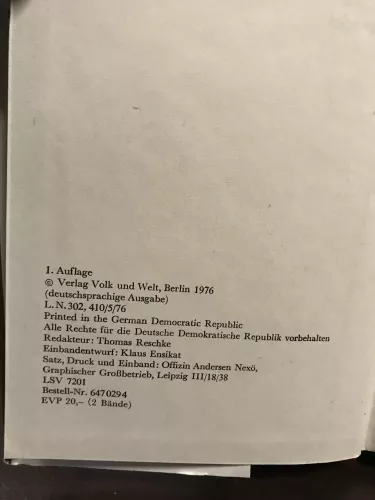 1. Auflage
© Verlag Volk und Welt, Berlin 1976
(deutschsprachige Ausgabe)
L. N. 302, 410/5/76
Printed in the German Democratic Republic
Alle Rechte für die Deutsche Demokratische Republik vorbehalten
Redakteur: Thomas Reschke
Einbandentwurf: Klaus Ensikat
Satz, Druck und Einband: Offizin Andersen Nexö,
Graphischer Großbetrieb, Leipzig III/18/38
LSV 7201
Bestell-Nr. 6470294
EVP 20,– (2 Bände)